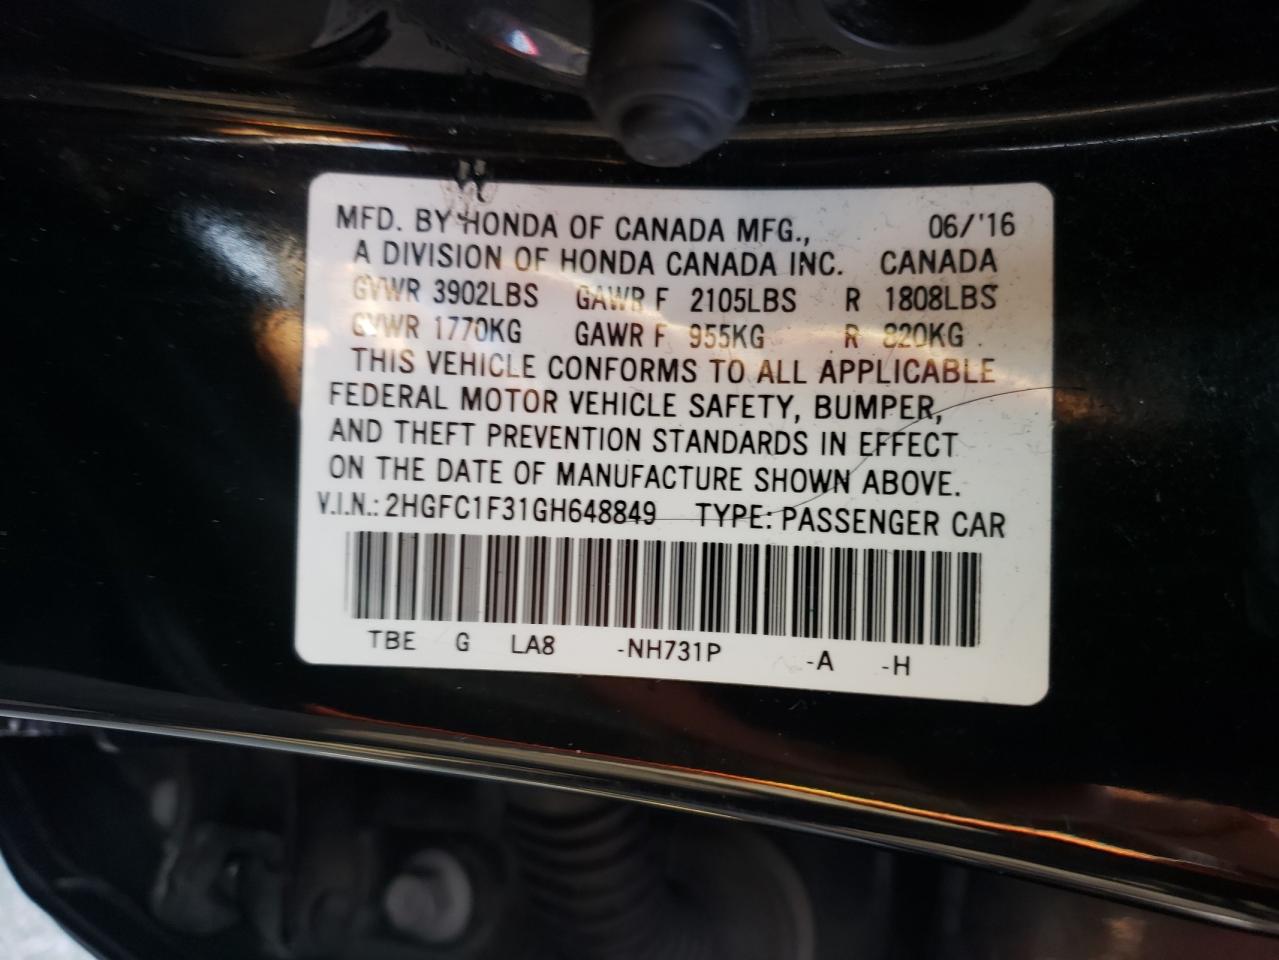 MFD. BY HONDA OF CANADA MFG., 06/'16
A DIVISION OF HONDA CANADA INC. CANADA
GVWR 3902LBS GAWR F 2105LBS R 1808LBS
GVWR 1770KG GAWR F 955KG R 820KG
THIS VEHICLE CONFORMS TO ALL APPLICABLE
FEDERAL MOTOR VEHICLE SAFETY, BUMPER,
AND THEFT PREVENTION STANDARDS IN EFFECT
ON THE DATE OF MANUFACTURE SHOWN ABOVE.
V.I.N.: 2HGFC1F31GH648849 TYPE: PASSENGER CAR
TBE G LA8 -NH731P -A -H